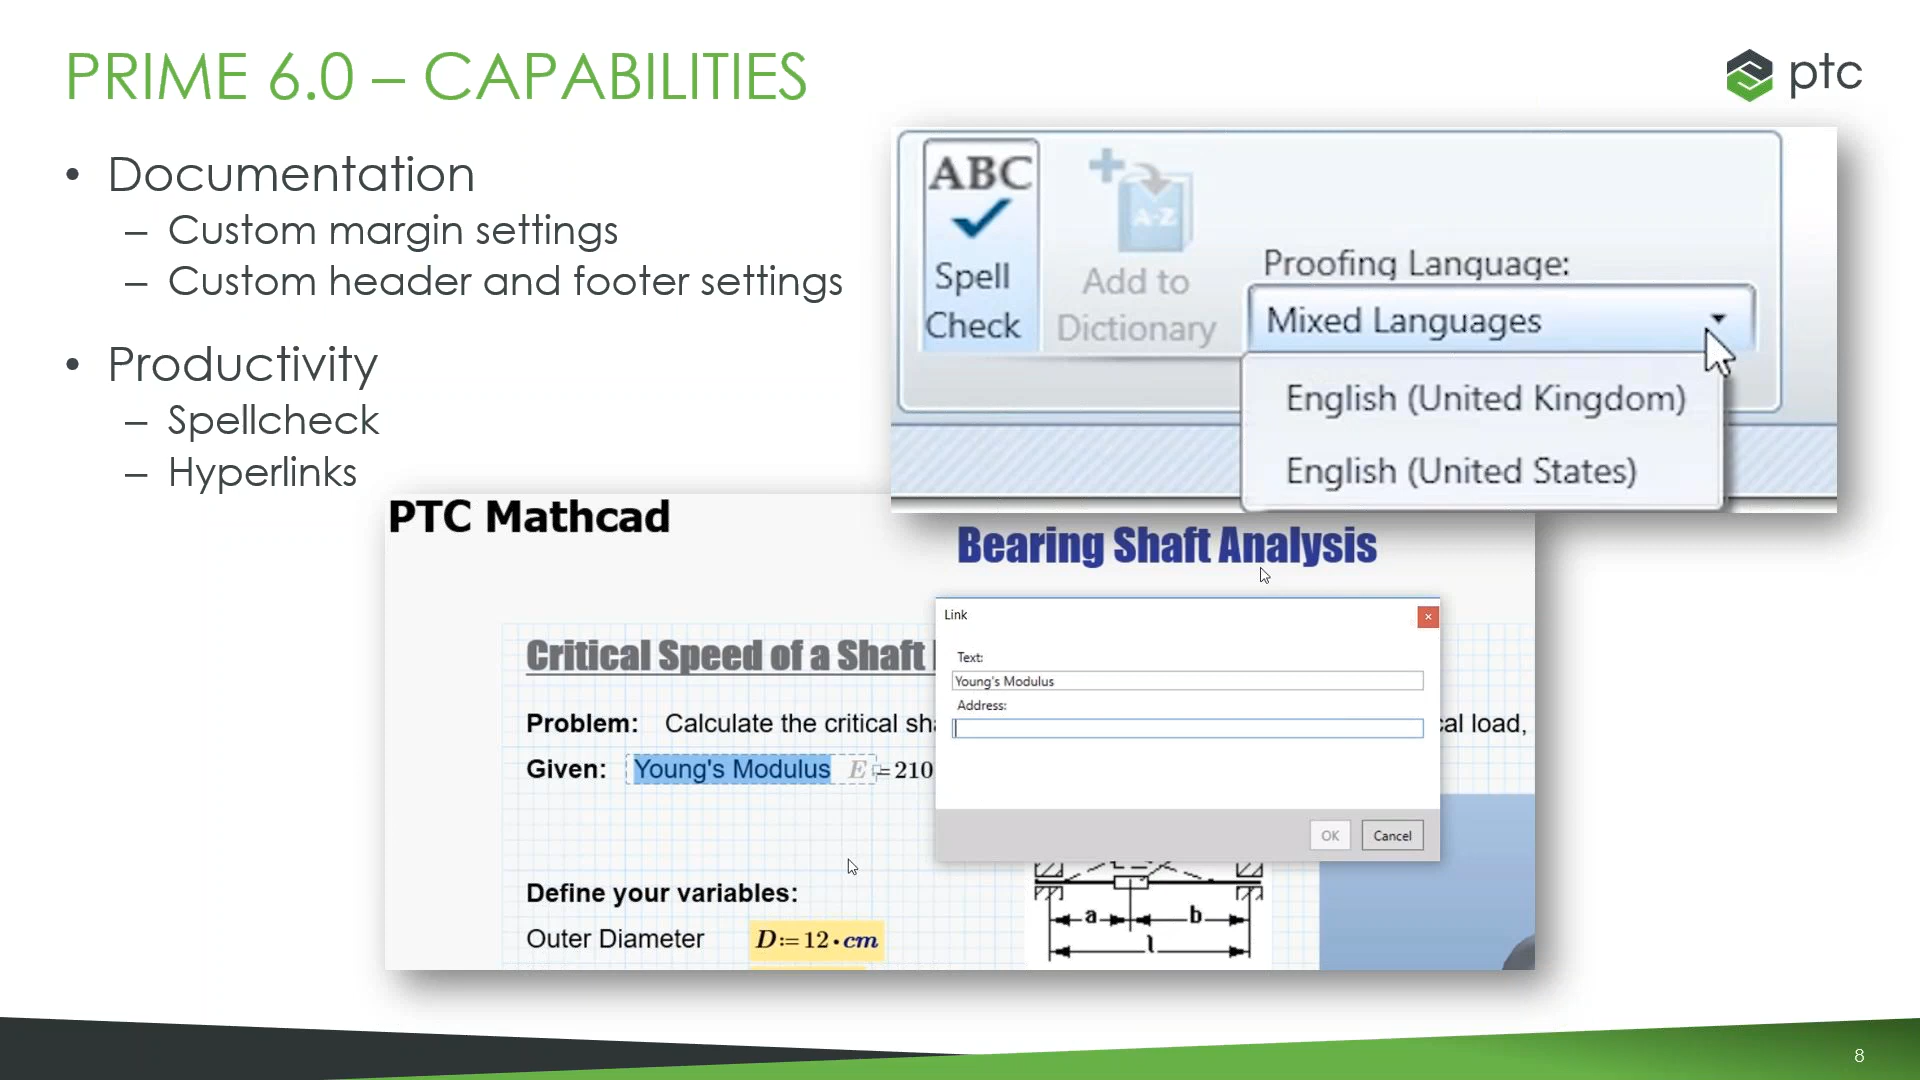 PRIME 6.0 – CAPABILITIES
ptc
• Documentation
– Custom margin settings
– Custom header and footer settings
• Productivity
– Spellcheck
– Hyperlinks
ABC
Spell
Check
A-Z
Add to
Dictionary
Proofing Language:
Mixed Languages
English (United Kingdom)
English (United States)
PTC Mathcad
Bearing Shaft Analysis
Critical Speed of a Shaft
Problem: Calculate the critical sh
al load,
Given: Young's Modulus E = 210
Link
Text:
Young's Modulus
Address:
OK
Cancel
Define your variables:
Outer Diameter D := 12 • cm
a
b
l
8